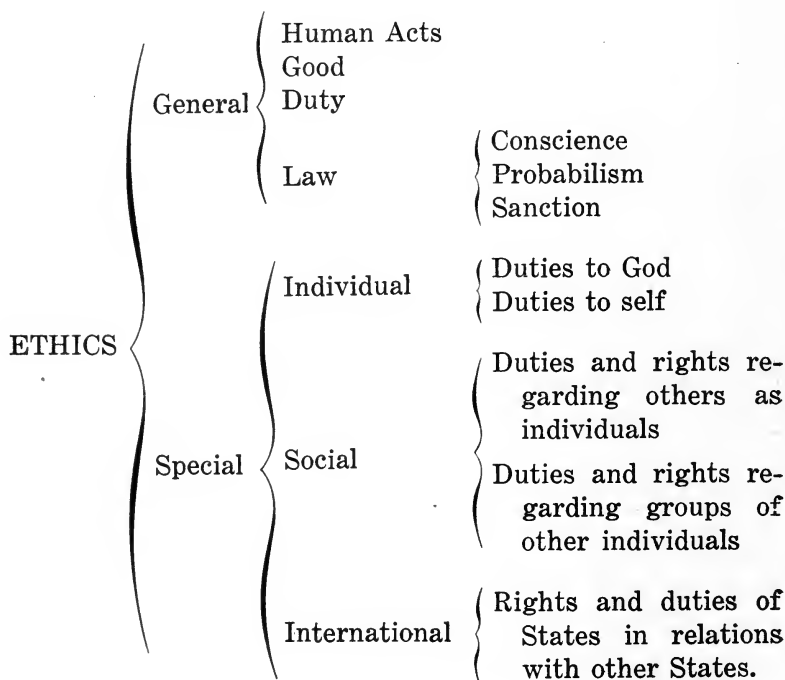 Human Acts
Good
General
Duty
Conscience
Law
Probabilism
Sanction
Individual
Duties to God
Duties to self
ETHICS
Duties and rights re-
garding others as
individuals
Special
Social
Duties and rights re-
garding groups of
other individuals
International
Rights and duties of
States in relations
with other States.